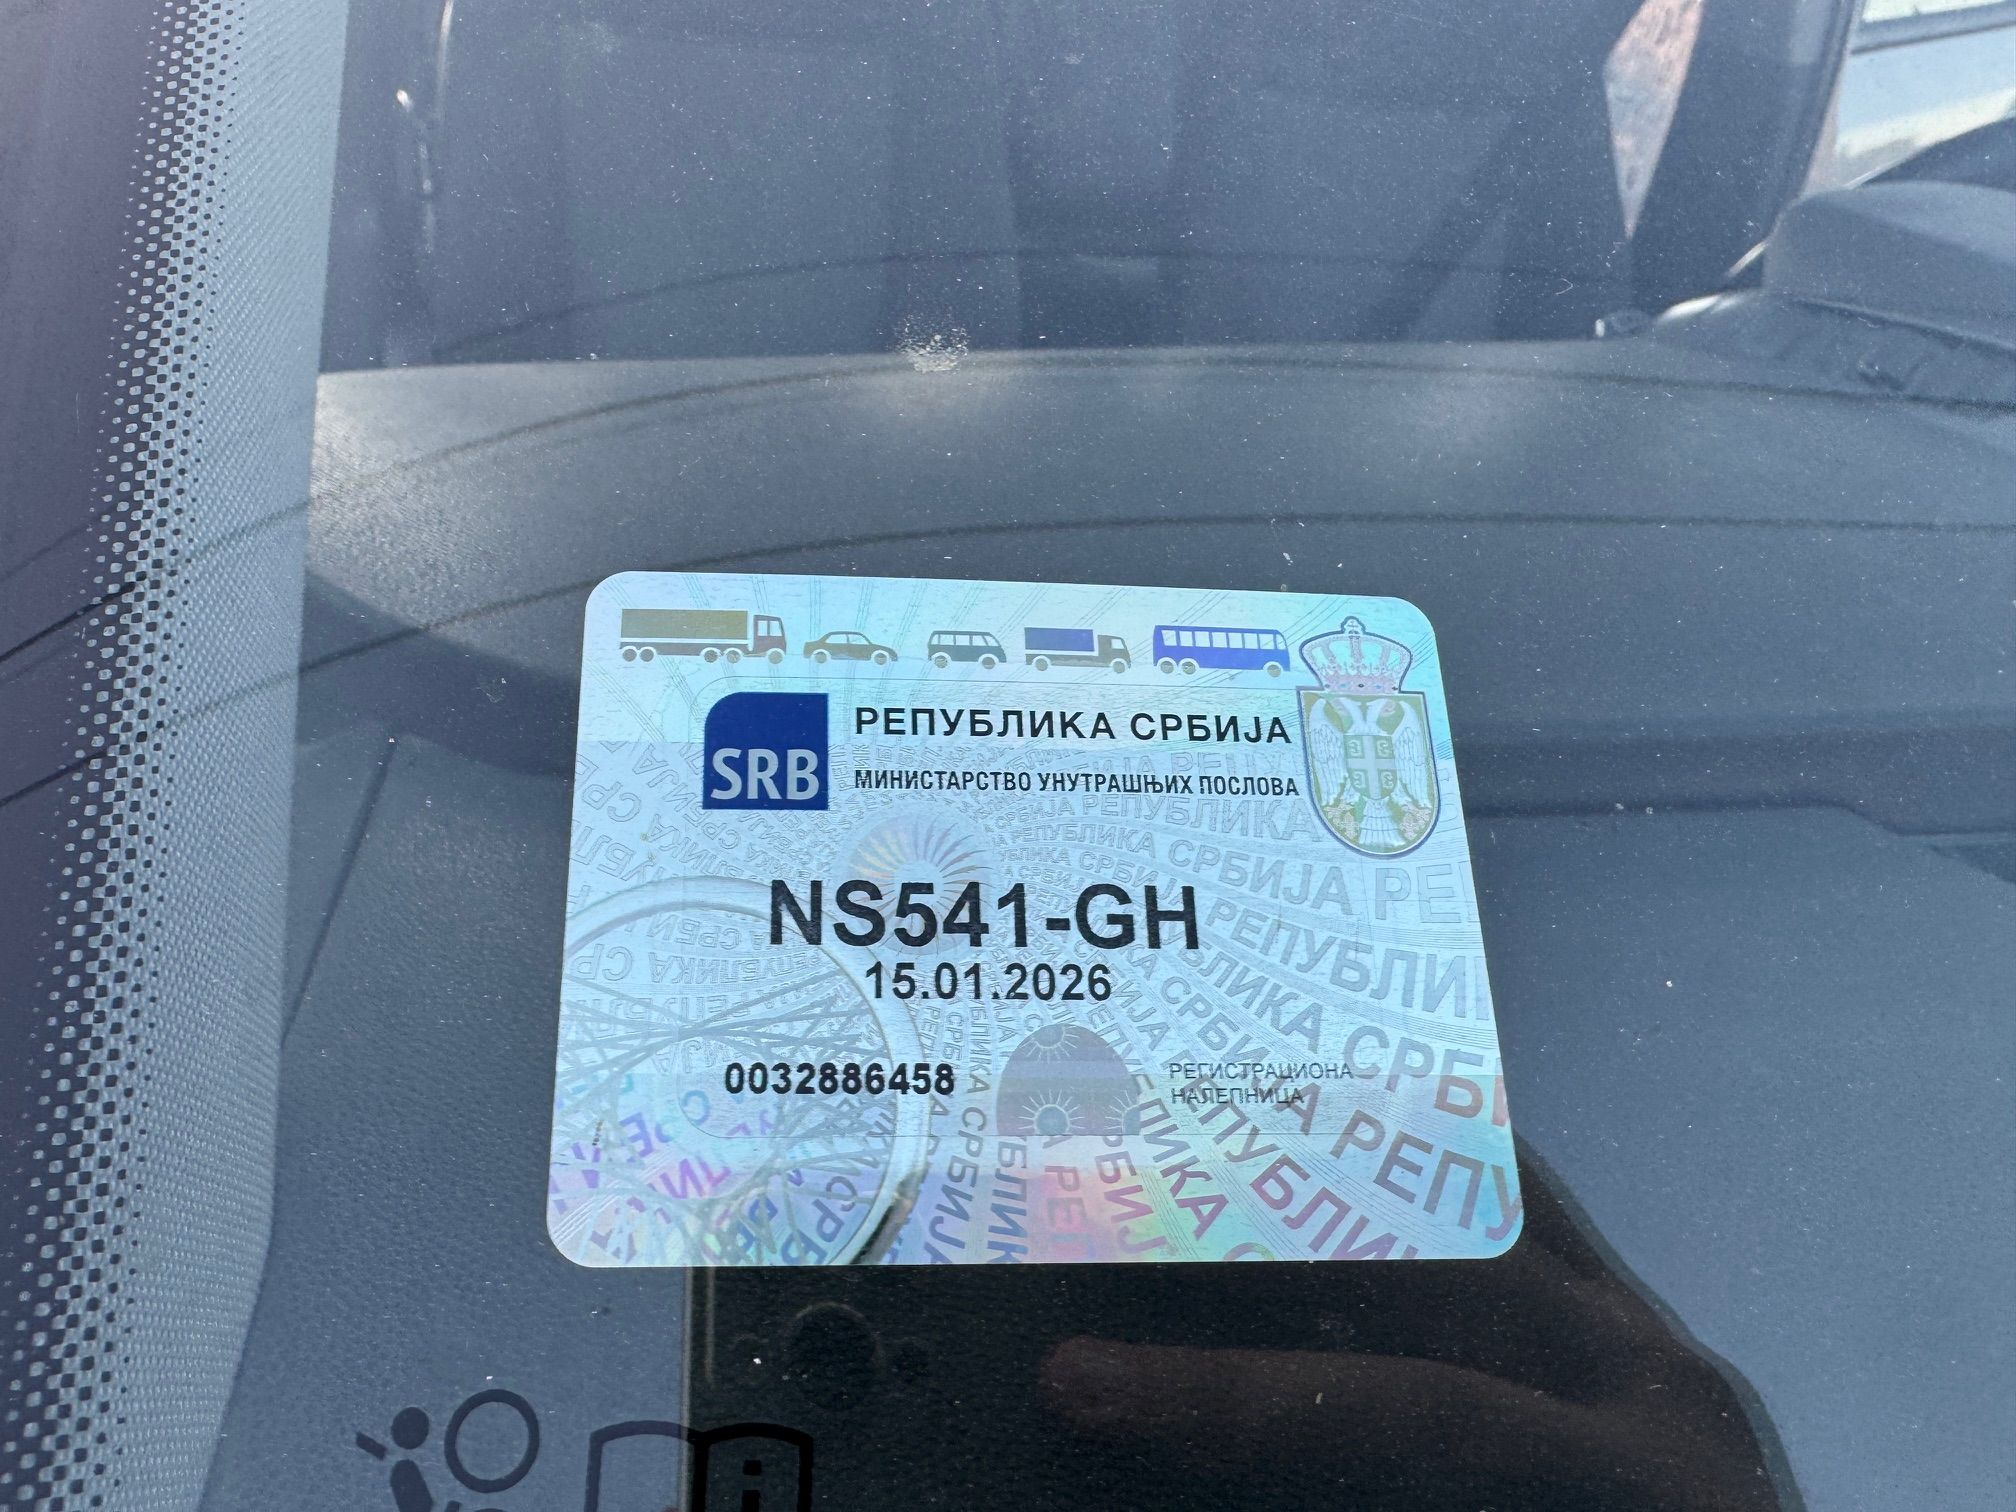 РЕПУБЛИКА СРБИЈА
SRB
МИНИСТАРСТВО УНУТРАШЊИХ ПОСЛОВА
NS541-GH
15.01.2026
0032886458
РЕГИСТРАЦИОНА
НАЛЕПНИЦА